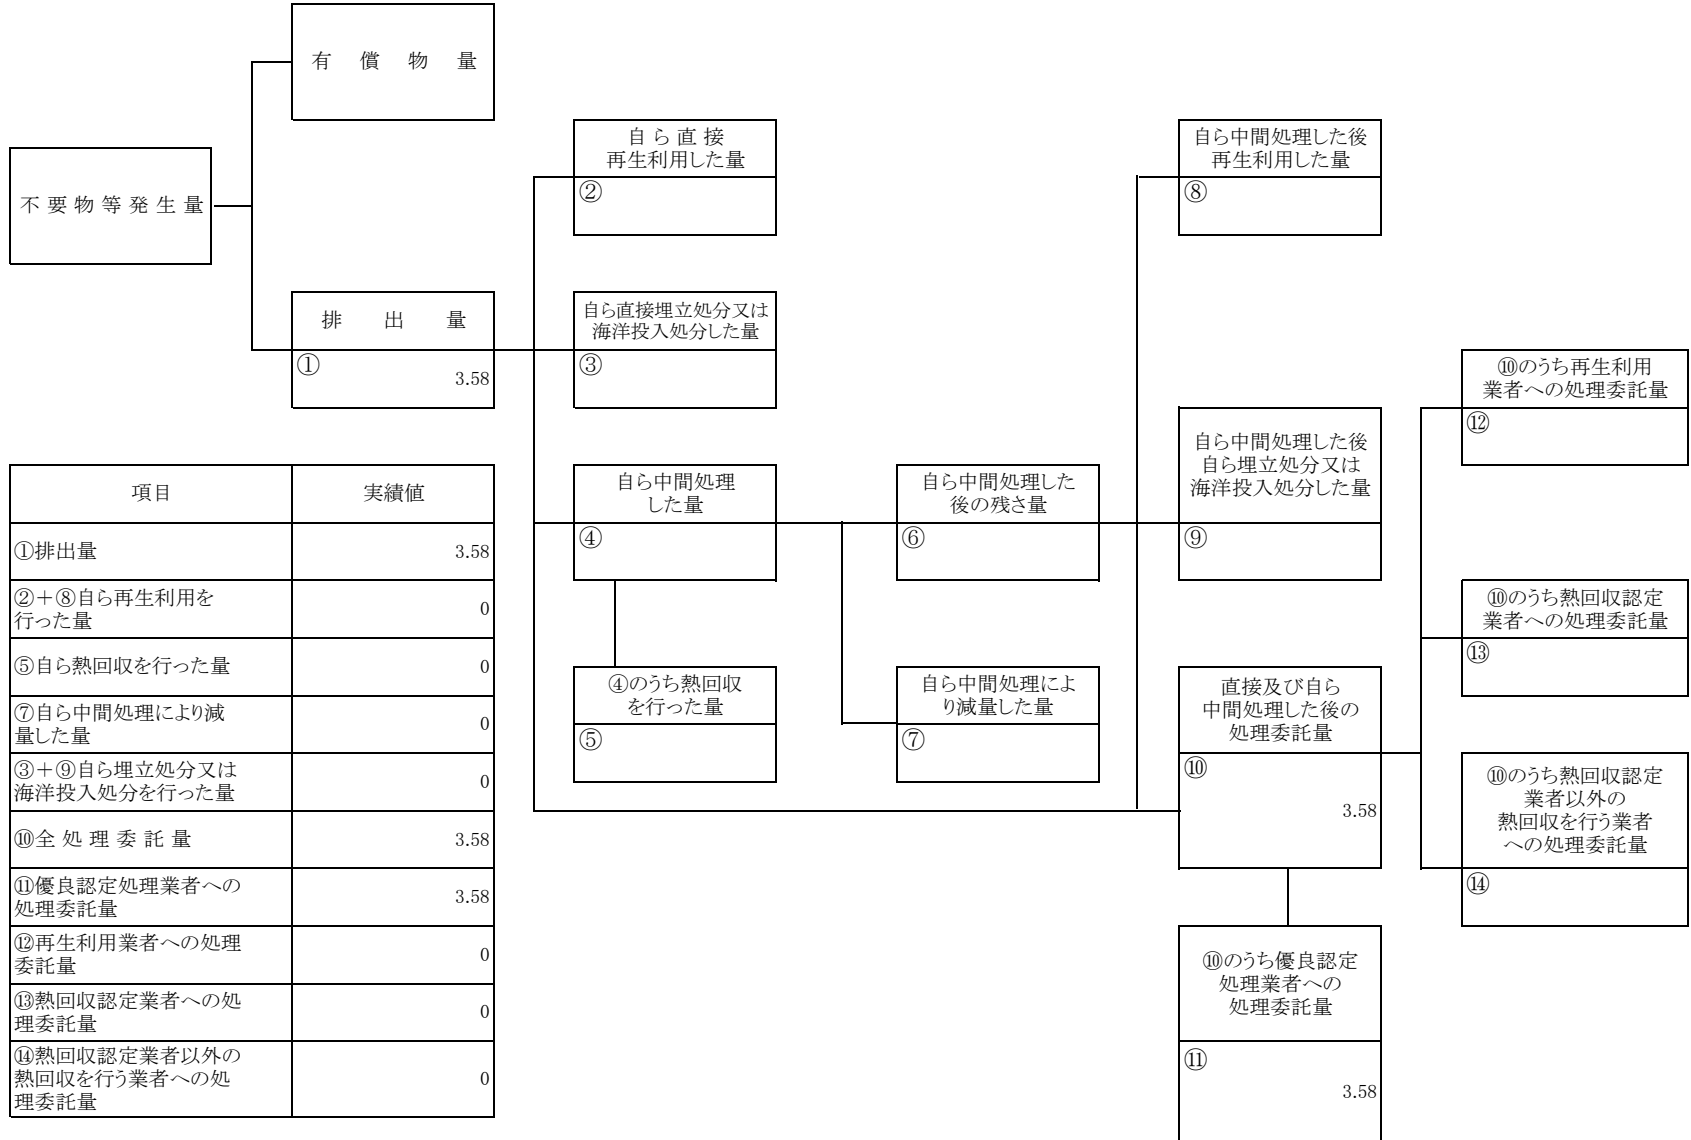 有 償 物 量
不要物等発生量
自ら直接
再生利用した量
②
自ら中間処理した後
再生利用した量
⑧
排 出 量
①
3.58
自ら直接埋立処分又は
海洋投入処分した量
③
⑩のうち再生利用
業者への処理委託量
⑫
自ら中間処理
した量
④
自ら中間処理した
後の残さ量
⑥
自ら中間処理した後
自ら埋立処分又は
海洋投入処分した量
⑨
⑩のうち熱回収認定
業者への処理委託量
⑬
④のうち熱回収
を行った量
⑤
自ら中間処理によ
り減量した量
⑦
直接及び自ら
中間処理した後の
処理委託量
⑩
3.58
⑩のうち熱回収認定
業者以外の
熱回収を行う業者
への処理委託量
⑭
⑩のうち優良認定
処理業者への
処理委託量
⑪
3.58
項目 実績値
①排出量 3.58
②＋⑧自ら再生利用を
行った量 0
⑤自ら熱回収を行った量 0
⑦自ら中間処理により減
量した量 0
③＋⑨自ら埋立処分又は
海洋投入処分を行った量 0
⑩全 処 理 委 託 量 3.58
⑪優良認定処理業者への
処理委託量 3.58
⑫再生利用業者への処理
委託量 0
⑬熱回収認定業者への処
理委託量 0
⑭熱回収認定業者以外の
熱回収を行う業者への処
理委託量 0